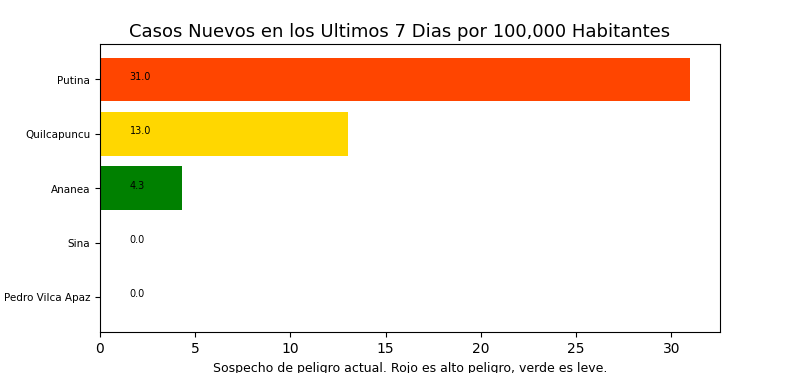 Casos Nuevos en los Ultimos 7 Dias por 100,000 Habitantes
Putina 31.0
Quilcapuncu 13.0
Ananea 4.3
Sina 0.0
Pedro Vilca Apaz 0.0
0 5 10 15 20 25 30
Sospecho de peligro actual. Rojo es alto peligro, verde es leve.